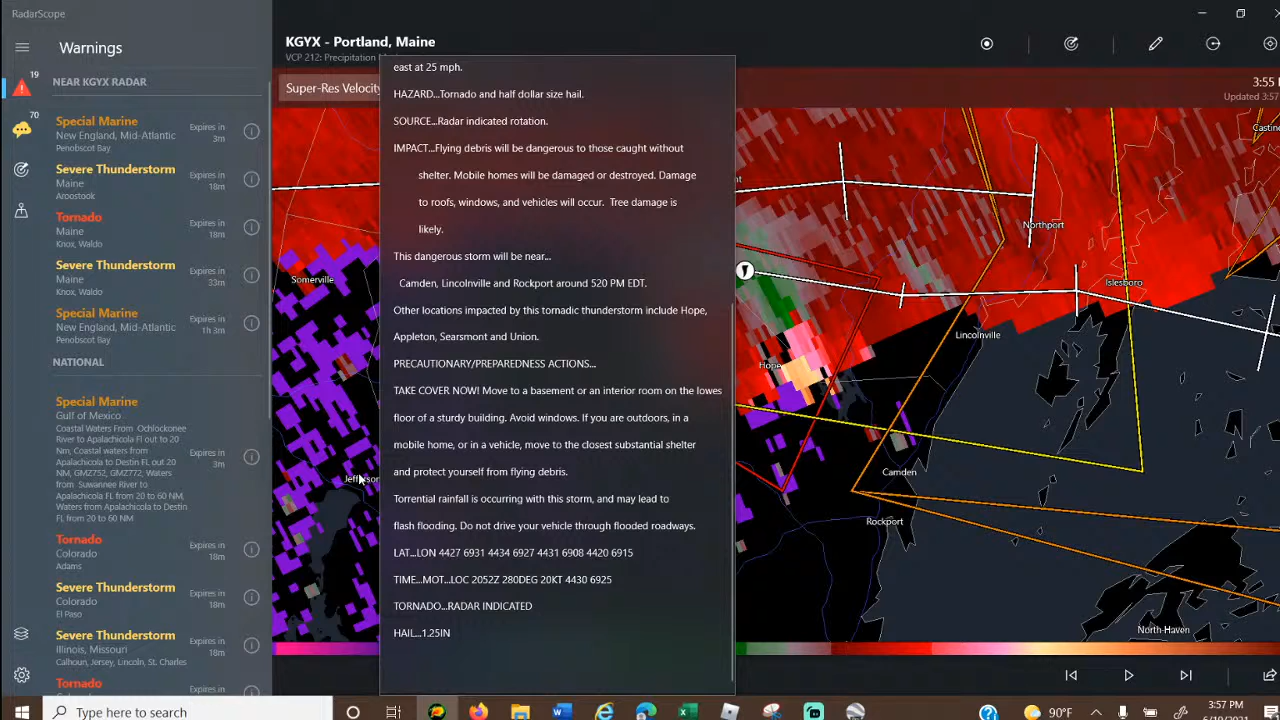 RadarScope
Warnings
NEAR KGYX RADAR
19
70
Special Marine
New England, Mid-Atlantic
Penobscot Bay
Expires in
3m
Severe Thunderstorm
Maine
Aroostook
Expires in
18m
Tornado
Maine
Knox, Waldo
Expires in
18m
Severe Thunderstorm
Maine
Knox, Waldo
Expires in
33m
Special Marine
New England, Mid-Atlantic
Penobscot Bay
Expires in
1h 3m
NATIONAL
Special Marine
Gulf of Mexico
Coastal Waters From Ochlockonee
River to Apalachicola Fl out to 20
Nm, Coastal waters from
Apalachicola to Destin FL out 20
NM, GMZ752, GMZ772, Waters
from Suwannee River to
Apalachicola FL from 20 to 60 NM,
Waters from Apalachicola to Destin
FL from 20 to 60 NM
Expires in
3m
Tornado
Colorado
Adams
Expires in
18m
Severe Thunderstorm
Colorado
El Paso
Expires in
18m
Severe Thunderstorm
Illinois, Missouri
Calhoun, Jersey, Lincoln, St. Charles
Expires in
18m
Tornado
Expires in
KGYX - Portland, Maine
VCP 212: Precipitation
Super-Res Velocity
3:55
Updated 3:57
east at 25 mph.
HAZARD...Tornado and half dollar size hail.
SOURCE...Radar indicated rotation.
IMPACT...Flying debris will be dangerous to those caught without
shelter. Mobile homes will be damaged or destroyed. Damage
to roofs, windows, and vehicles will occur. Tree damage is
likely.
This dangerous storm will be near...
Camden, Lincolnville and Rockport around 520 PM EDT.
Other locations impacted by this tornadic thunderstorm include Hope,
Appleton, Searsmont and Union.
PRECAUTIONARY/PREPAREDNESS ACTIONS...
TAKE COVER NOW! Move to a basement or an interior room on the lowes
floor of a sturdy building. Avoid windows. If you are outdoors, in a
mobile home, or in a vehicle, move to the closest substantial shelter
and protect yourself from flying debris.
Torrential rainfall is occurring with this storm, and may lead to
flash flooding. Do not drive your vehicle through flooded roadways.
LAT...LON 4427 6931 4434 6927 4431 6908 4420 6915
TIME...MOT...LOC 2052Z 280DEG 20KT 4430 6925
TORNADO...RADAR INDICATED
HAIL...1.25IN
Somerville
Castine
Northport
Islesboro
Lincolnville
Hope
Camden
Rockport
North Haven
Type here to search
90°F
3:57 PM